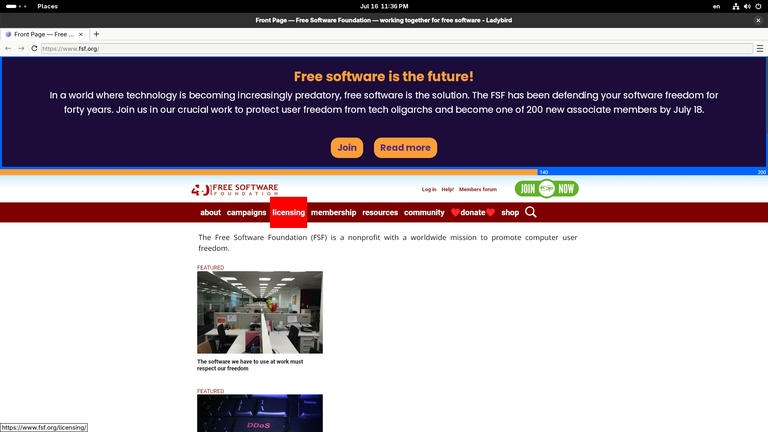 Places
Jul 16 11:36 PM
en
Front Page — Free Software Foundation — working together for free software - Ladybird
Front Page — Free ...
https://www.fsf.org/
Free software is the future!
In a world where technology is becoming increasingly predatory, free software is the solution. The FSF has been defending your software freedom for
forty years. Join us in our crucial work to protect user freedom from tech oligarchs and become one of 200 new associate members by July 18.
Join
Read more
140
200
40 FREE SOFTWARE
FOUNDATION
Log in Help! Members forum
JOIN NOW
about campaigns licensing membership resources community ❤️donate❤️ shop
The Free Software Foundation (FSF) is a nonprofit with a worldwide mission to promote computer user
freedom.
FEATURED
The software we have to use at work must
respect our freedom
FEATURED
DDoS
https://www.fsf.org/licensing/